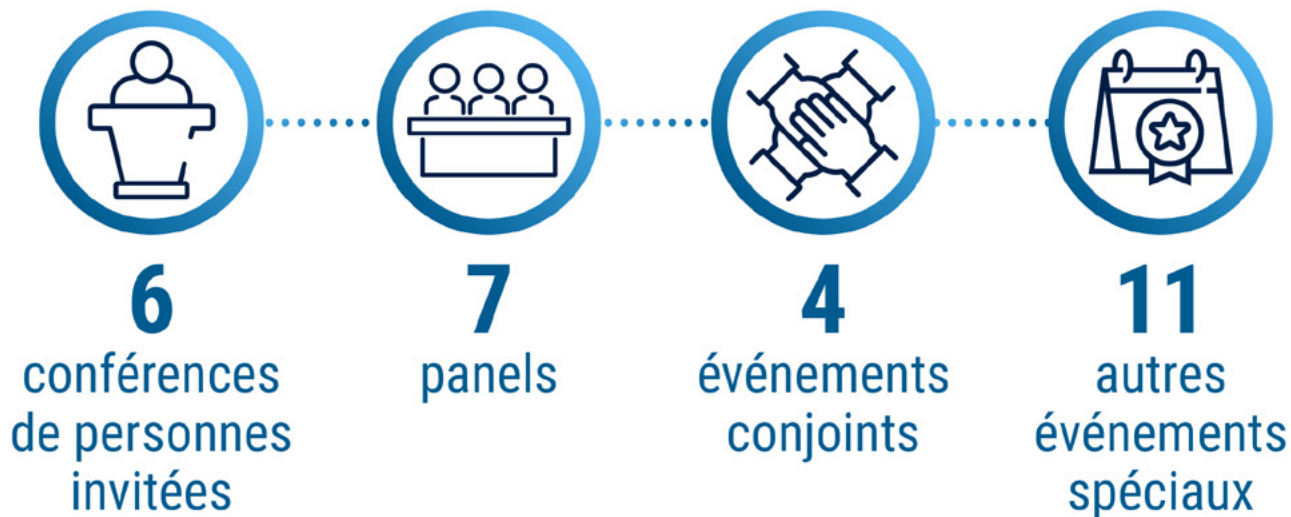 6
conférences
de personnes
invitées
7
panels
4
événements
conjoints
11
autres
événements
spéciaux